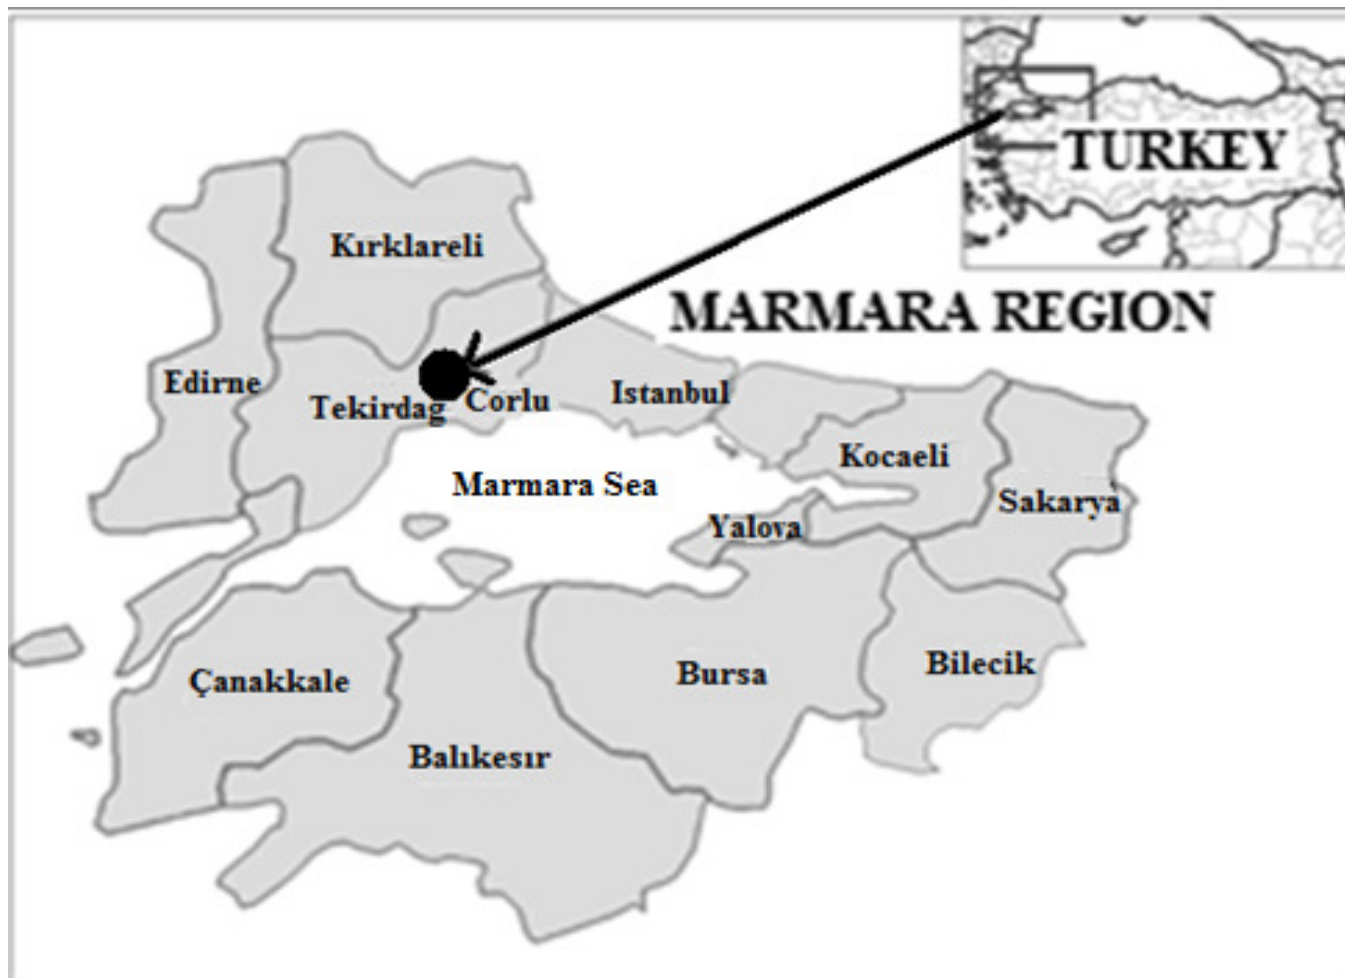 TURKEY
MARMARA REGION
Kırklareli
Edirne
Tekirdag
Corlu
Istanbul
Kocaeli
Marmara Sea
Sakarya
Yalova
Çanakkale
Bursa
Bilecik
Balıkesır